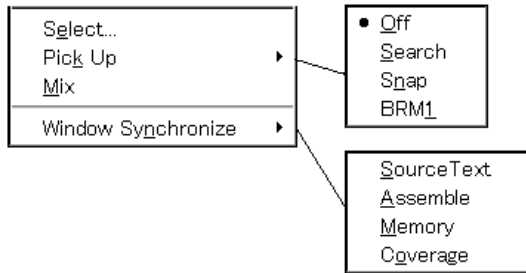 Select...
Pick Up
Mix
Window Synchronize
Off
Search
Snap
BRM1
SourceText
Assemble
Memory
Coverage